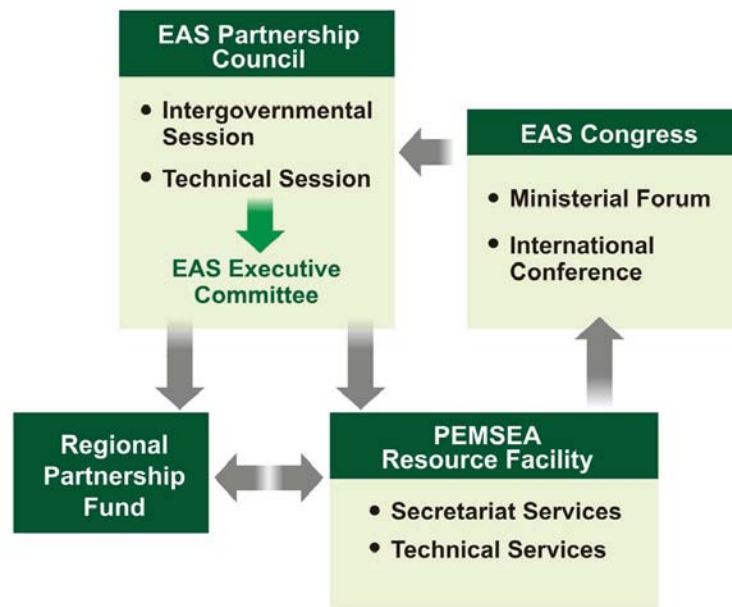 EAS Partnership
Council
• Intergovernmental
Session
• Technical Session
EAS Executive
Committee
EAS Congress
• Ministerial Forum
• International
Conference
Regional
Partnership
Fund
PEMSEA
Resource Facility
• Secretariat Services
• Technical Services